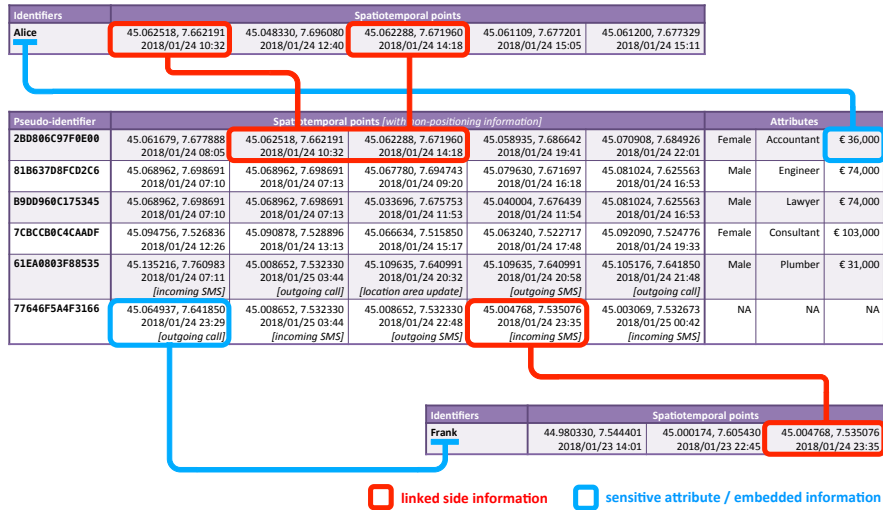 Identifiers Spatiotemporal points
Alice 45.062518, 7.662191 45.048330, 7.696080 45.062288, 7.671960 45.061109, 7.677201 45.061200, 7.677329
2018/01/24 10:32 2018/01/24 12:40 2018/01/24 14:18 2018/01/24 15:05 2018/01/24 15:11
Pseudo-identifier Spatiotemporal points [with non-positioning information] Attributes
2BD806C97F0E00 45.061679, 7.677888 45.062518, 7.662191 45.062288, 7.671960 45.058935, 7.686642 45.070908, 7.684926 Female Accountant € 36,000
2018/01/24 08:05 2018/01/24 10:32 2018/01/24 14:18 2018/01/24 19:41 2018/01/24 22:01
81B637D8FCD2C6 45.068962, 7.698691 45.068962, 7.698691 45.067780, 7.694743 45.079630, 7.671697 45.081024, 7.625563 Male Engineer € 74,000
2018/01/24 07:10 2018/01/24 07:13 2018/01/24 09:20 2018/01/24 16:18 2018/01/24 16:53
B9DD960C175345 45.068962, 7.698691 45.068962, 7.698691 45.033696, 7.675753 45.040004, 7.676439 45.081024, 7.625563 Male Lawyer € 74,000
2018/01/24 07:10 2018/01/24 07:13 2018/01/24 11:53 2018/01/24 11:54 2018/01/24 16:53
7CBCCB0C4CAADF 45.094756, 7.526836 45.090878, 7.528896 45.066634, 7.515850 45.063240, 7.522717 45.092090, 7.524776 Female Consultant € 103,000
2018/01/24 12:26 2018/01/24 13:13 2018/01/24 15:17 2018/01/24 17:48 2018/01/24 19:33
61EA0803F88535 45.135216, 7.760983 45.008652, 7.532330 45.109635, 7.640991 45.109635, 7.640991 45.105176, 7.641850 Male Plumber € 31,000
2018/01/24 07:11 2018/01/25 03:44 2018/01/24 20:32 2018/01/24 20:58 2018/01/24 21:48
[incoming SMS] [outgoing call] [location area update] [outgoing SMS] [outgoing call]
77646F5A4F3166 45.064937, 7.641850 45.008652, 7.532330 45.008652, 7.532330 45.004768, 7.535076 45.003069, 7.532673 NA NA NA
2018/01/24 23:29 2018/01/25 03:44 2018/01/24 22:48 2018/01/24 23:35 2018/01/25 00:42
[outgoing call] [incoming SMS] [outgoing SMS] [incoming SMS] [incoming SMS]
Identifiers Spatiotemporal points
Frank 44.980330, 7.544401 45.000174, 7.605430 45.004768, 7.535076
2018/01/23 14:01 2018/01/23 22:45 2018/01/24 23:35
linked side information sensitive attribute / embedded information